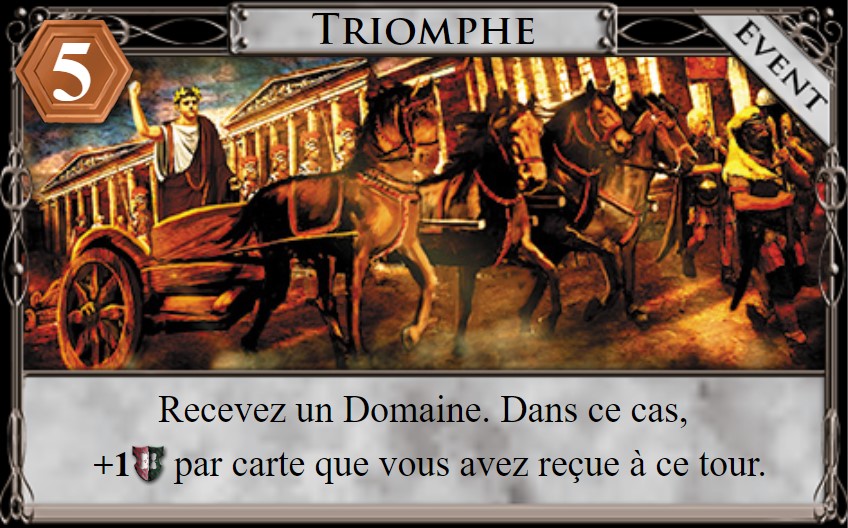 TRIOMPHE
5
EVENT
Recevez un Domaine. Dans ce cas,
+1 par carte que vous avez reçue à ce tour.